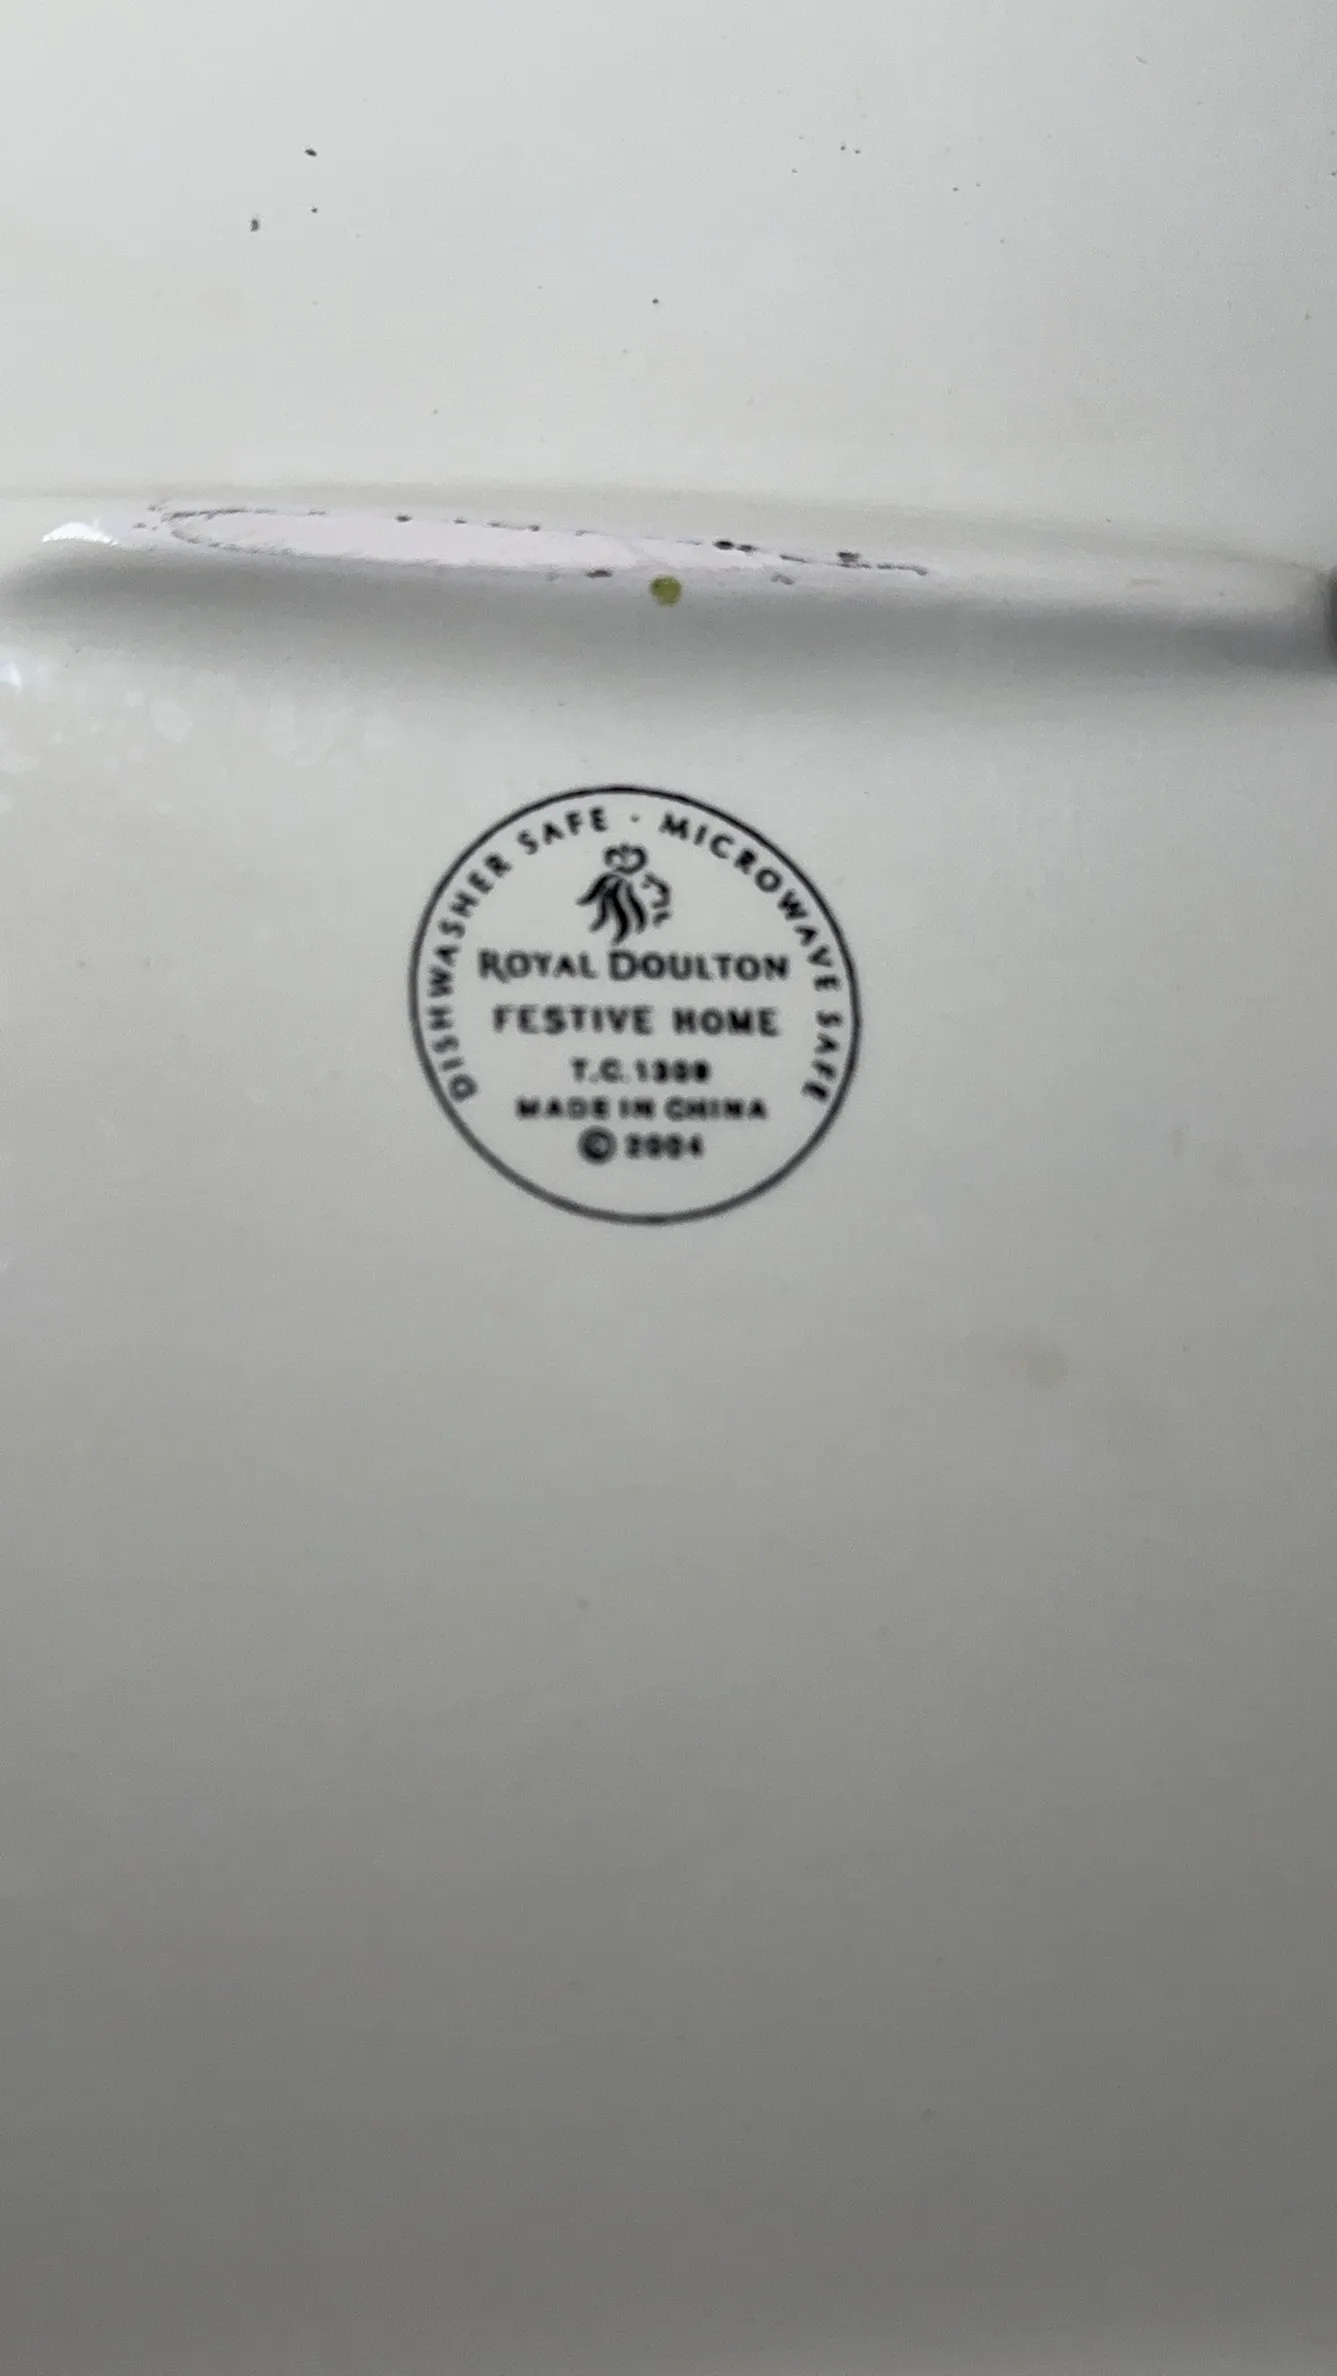 DISHWASHER SAFE · MICROWAVE SAFE
ROYAL DOULTON
FESTIVE HOME
T.C.
MADE IN CHINA
© 2004